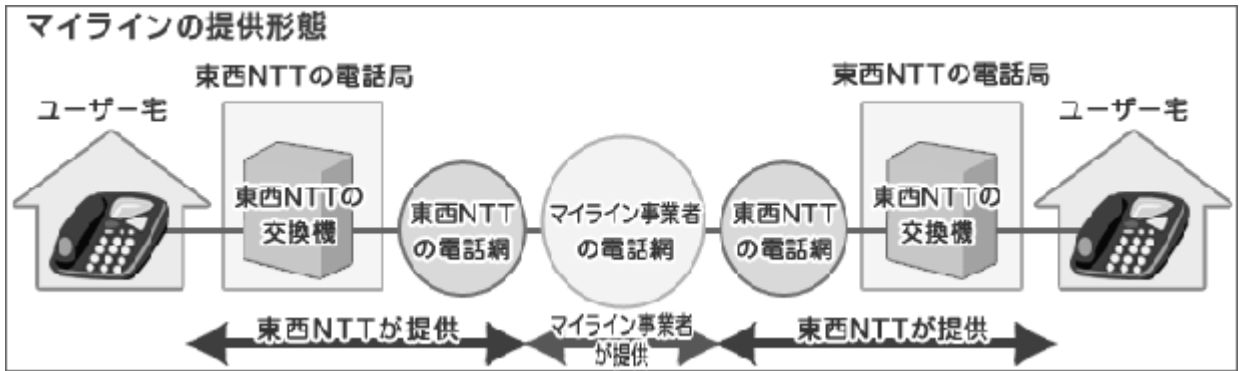 マイラインの提供形態
東西NTTの電話局
東西NTTの電話局
ユーザー宅
ユーザー宅
東西NTTの
交換機
東西NTT
の電話網
マイライン事業者
の電話網
東西NTT
の電話網
東西NTTの
交換機
東西NTTが提供
マイライン事業者
が提供
東西NTTが提供